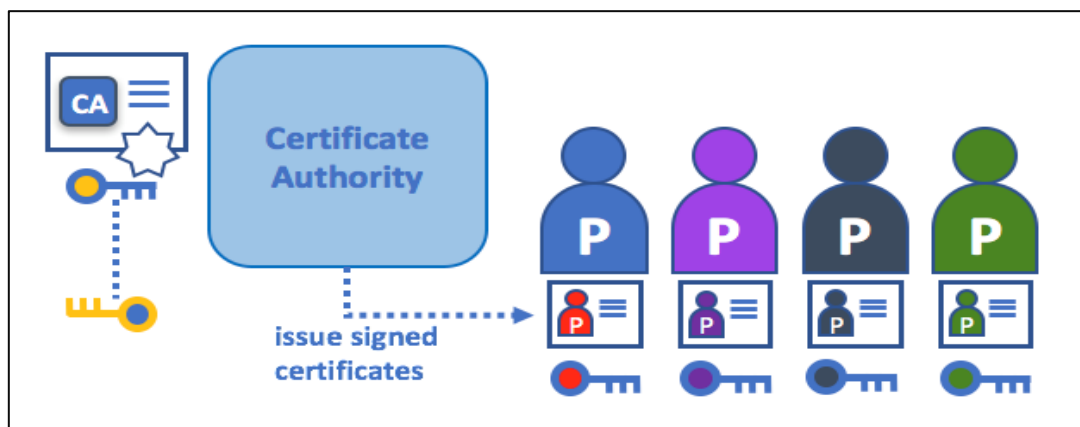 CA
Certificate
Authority
P P P P
P P P P
issue signed
certificates